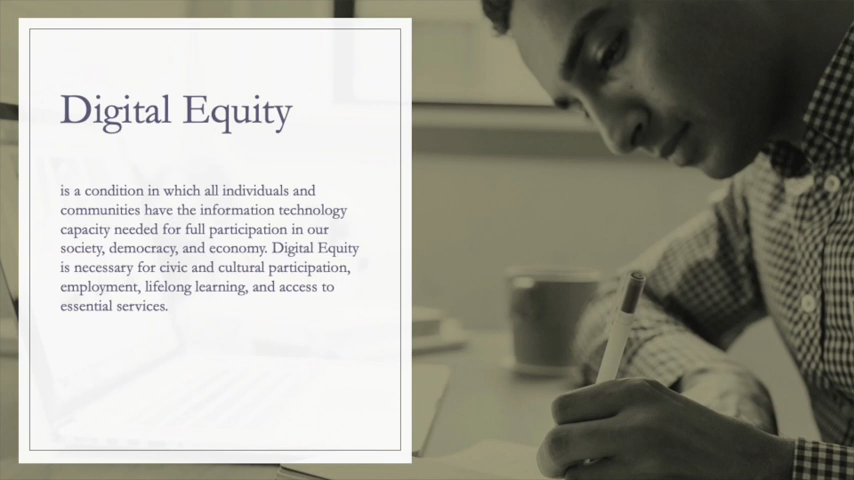 Digital Equity
is a condition in which all individuals and
communities have the information technology
capacity needed for full participation in our
society, democracy, and economy. Digital Equity
is necessary for civic and cultural participation,
employment, lifelong learning, and access to
essential services.